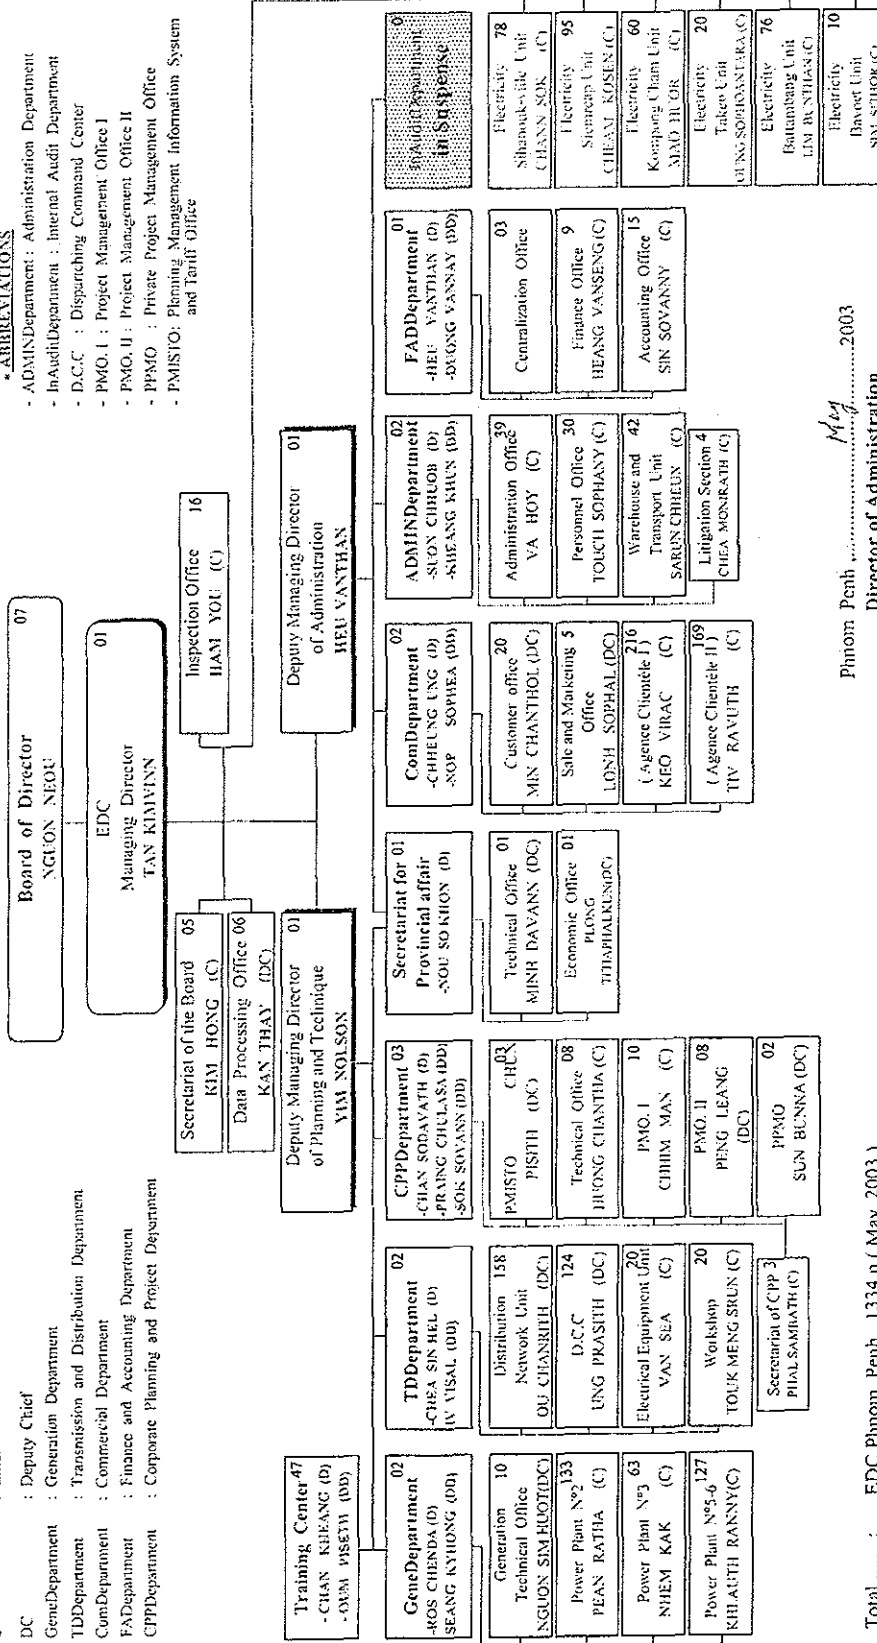 DC : Deputy Chief
GeneDepartment : Generation Department
TDDepartment : Transmission and Distribution Department
ComDepartment : Commercial Department
FADepartment : Finance and Accounting Department
CPPDepartment : Corporate Planning and Project Department
* ABBREVIATIONS
- ADMINDepartment : Administration Department
- InAuditDepartment : Internal Audit Department
- D.C.C : Dispatching Command Center
- PMO. I : Project Management Office I
- PMO. II : Project Management Office II
- PPMO : Private Project Management Office
- PMISTO: Planning Management Information System
and Tariff Office
Board of Director 07
NGUON NEOU
EDC 01
Managing Director
TAN KIMVINN
Secretariat of the Board 05
KIM HONG (C)
Data Processing Office 06
KAN THAY (DC)
Inspection Office 16
HAM YOU (C)
Deputy Managing Director 01
of Planning and Technique
YIM NOLSON
Deputy Managing Director 01
of Administration
HEU VANTHAN
Training Center 47
- CHAN KHEANG (D)
- OUM PISETH (DD)
GeneDepartment 02
-ROS CHENDA (D)
SEANG KYHONG (DD)
Generation 10
Technical Office
NGUON SIM HUOT(DC)
Power Plant Nº2 133
PEAN RATHA (C)
Power Plant Nº3 63
NHEM KAK (C)
Power Plant Nº5-6 127
KHLAUTH RANNY(C)
TDDepartment 02
-CHEA SIN HEL (D)
IV VISAL (DD)
Distribution 158
Network Unit
OU CHANRITH (DC)
D.C.C 124
UNG PRASITH (DC)
Electrical Equipment Unit 20
VAN SEA (C)
Workshop 20
TOUK MENG SRUN (C)
Secretariat of CPP 3
PHAL SAMBATH (C)
CPPDepartment 03
-CHAN SODAVATH (D)
-PRAING CHULASA (DD)
-SOK SOVANN (DD)
PMISTO CHUN 03
PISITH (DC)
Technical Office 08
HUONG CHANTHA (C)
PMO. I 10
CHHIM MAN (C)
PMO. II 08
PENG LEANG
(DC)
PPMO 02
SUN BUNNA (DC)
Secretariat for 01
Provincial affair
-NOU SO KHON (D)
Technical Office 01
MINH DAVANN (DC)
Economic Office 01
PLONG
ComDepartment 02
-CHHEUNG UNG (D)
-NOP SOPHEA (DD)
Customer office 20
MIN CHANTHOL (DC)
Sale and Marketing 5
Office
LONH SOPHAL (DC)
216
( Agence Clientèle I )
KEO VIRAC (C)
169
( Agence Clientèle II )
TIV RAVUTH (C)
ADMINDepartment 02
-SUON CHRUOB (D)
-KHEANG KHUN (DD)
Administration Office 39
VA HOY (C)
Personnel Office 30
TOUCH SOPHANY (C)
Warehouse and 42
Transport Unit
SARUN CHHEUN (C)
Litigation Section 4
CHEA MONIRATH (C)
FADDepartment 01
-HEU VANTHAN (D)
-DUONG VANNAY (DD)
Centralization Office 03
Finance Office 9
HEANG VANSENG(C)
Accounting Office 15
SIN SOVANNY (C)
InAuditDepartment 0
in Suspense
Electricity 78
Sihanoukville Unit
CHANN SOK (C)
Electricity 95
Siemreap Unit
CHEAM KOSEN (C)
Electricity 60
Kompong Cham Unit
MAO HUOR (C)
Electricity 20
Takeo Unit
OUNG SOPHOANTARA (C)
Electricity 76
Battambang Unit
LIM BUNTHAN(C)
Electricity 10
Bavet Unit
Total : EDC Phnom Penh 1334 p ( May, 2003 )
Phnom Penh ,............May............2003
Director of Administration